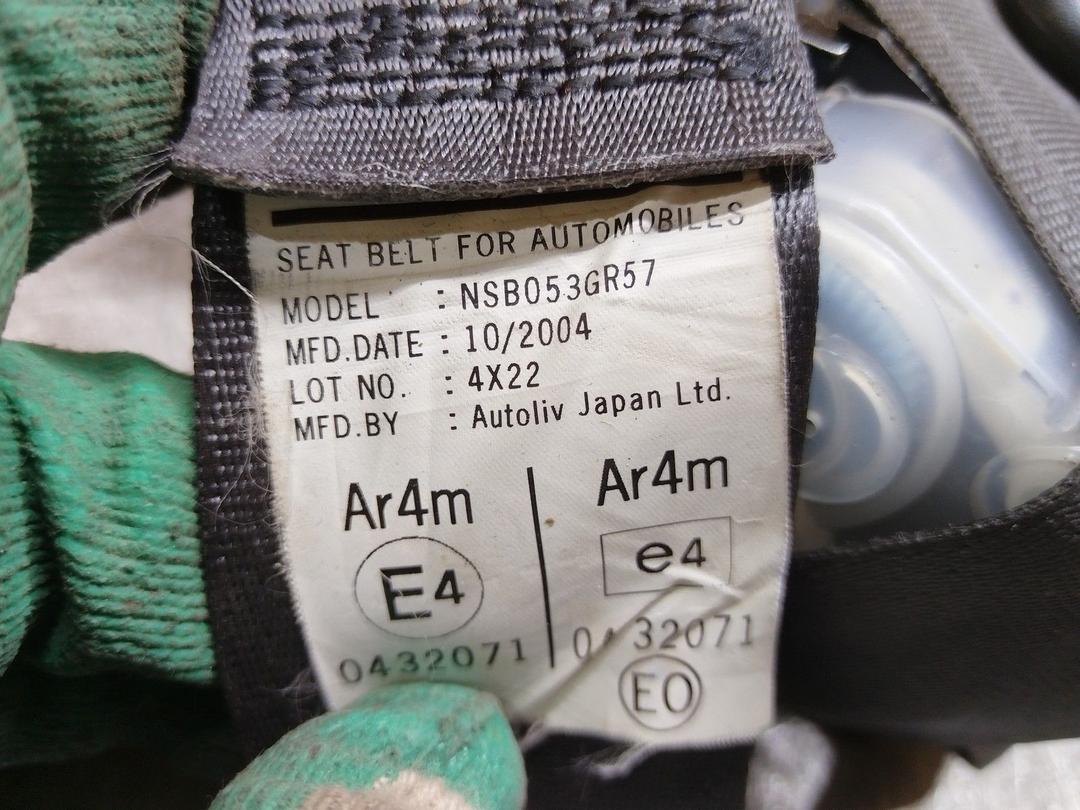 SEAT BELT FOR AUTOMOBILES
MODEL : NSB053GR57
MFD.DATE : 10/2004
LOT NO. : 4X22
MFD.BY : Autoliv Japan Ltd.
Ar4m Ar4m
E4 e4
0432071 0432071
EO